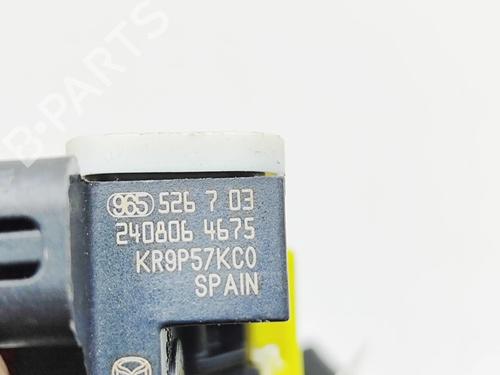 B-PARTS
965 526 7 03
240806 4675
KR9P57KC0
SPAIN